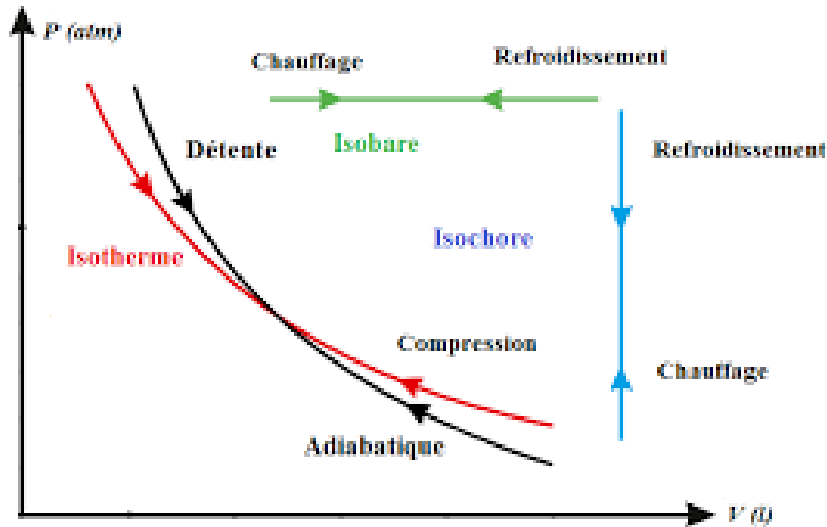 P (atm)
Chauffage
Refroidissement
Détente
Isobare
Refroidissement
Isotherme
Isochore
Compression
Chauffage
Adiabatique
V (l)